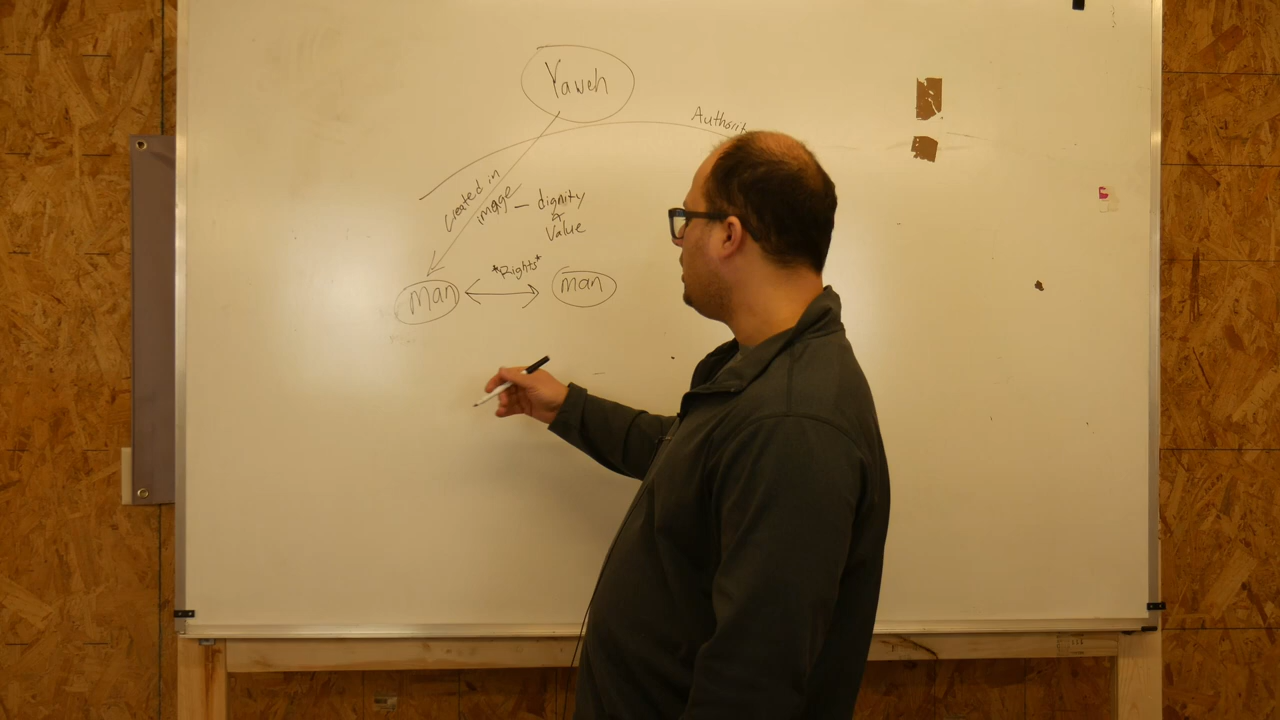 Yaweh
Authorit
Created in
image – dignity
&
Value
*Rights*
man
man